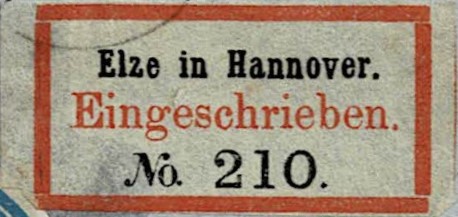 Elze in Hannover.
Eingeschrieben.
No. 210.